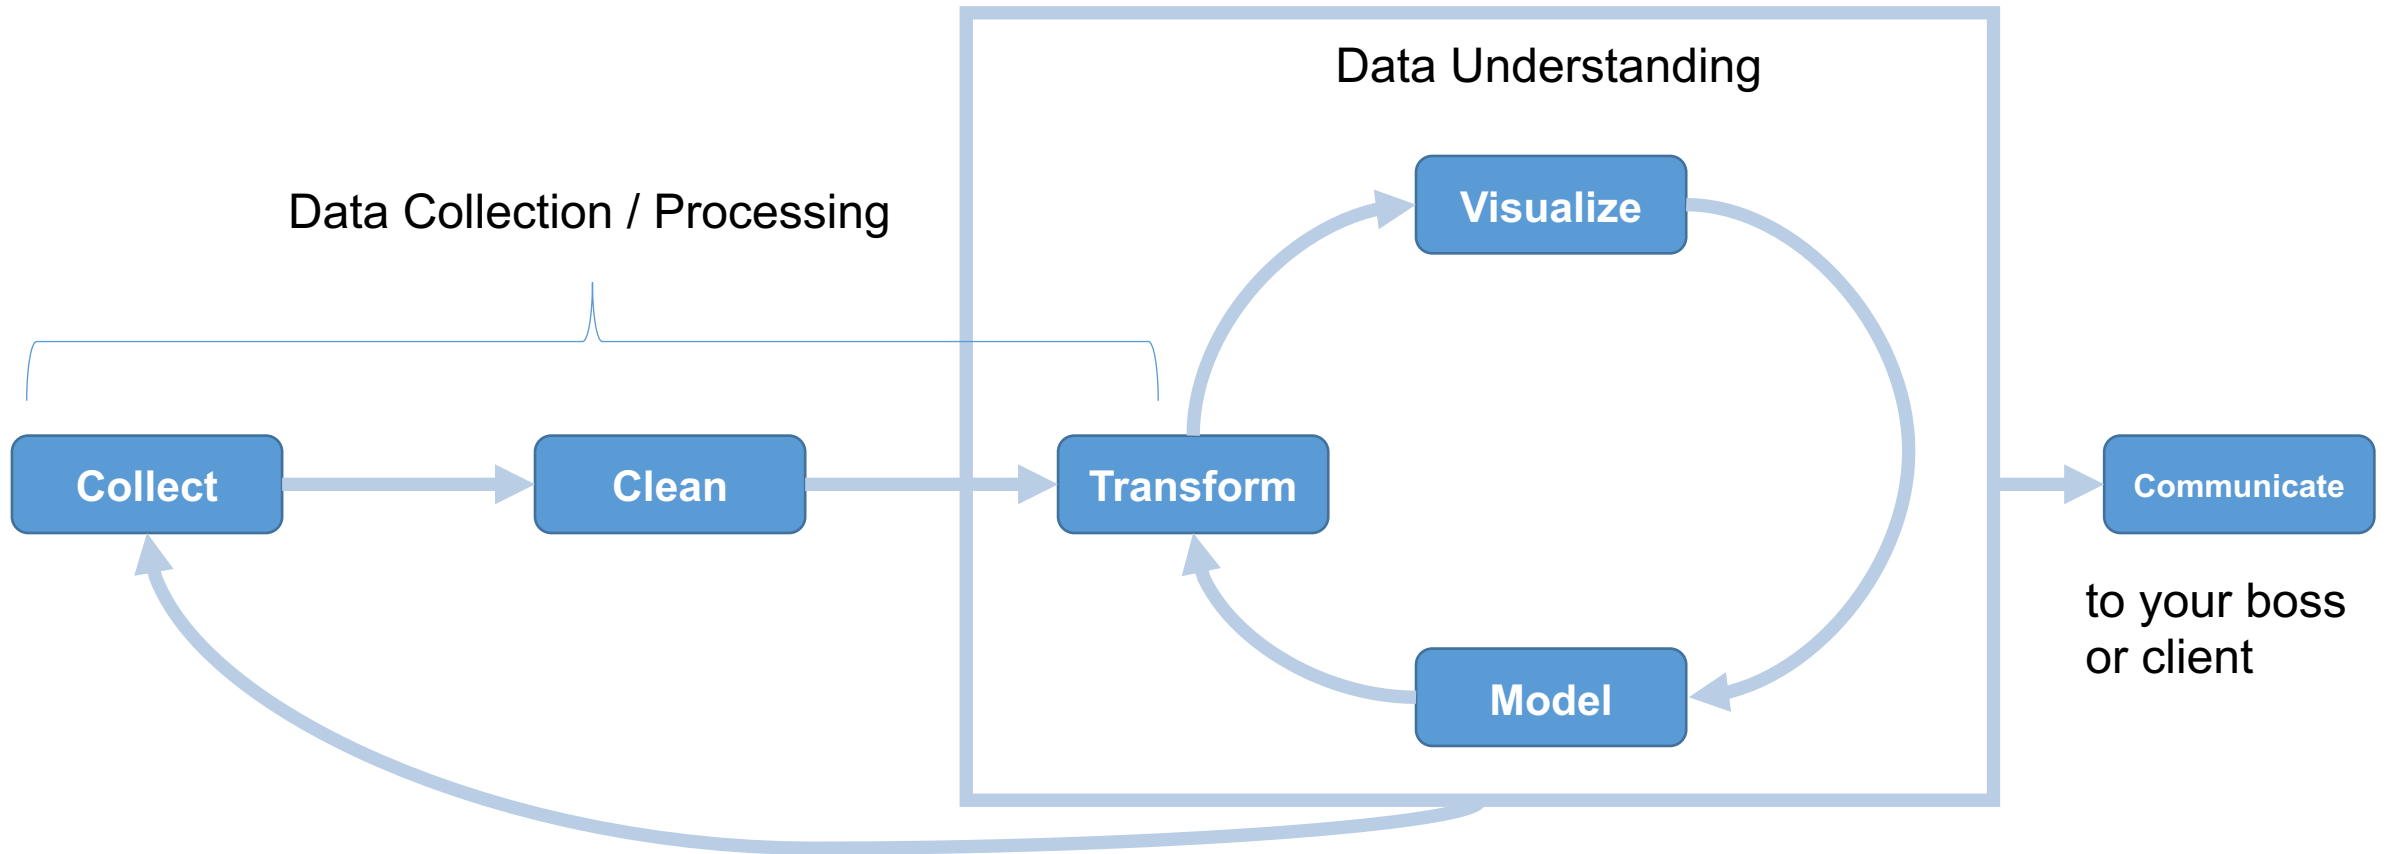 Data Understanding
Data Collection / Processing
Visualize
Collect
Clean
Transform
Communicate
to your boss
or client
Model